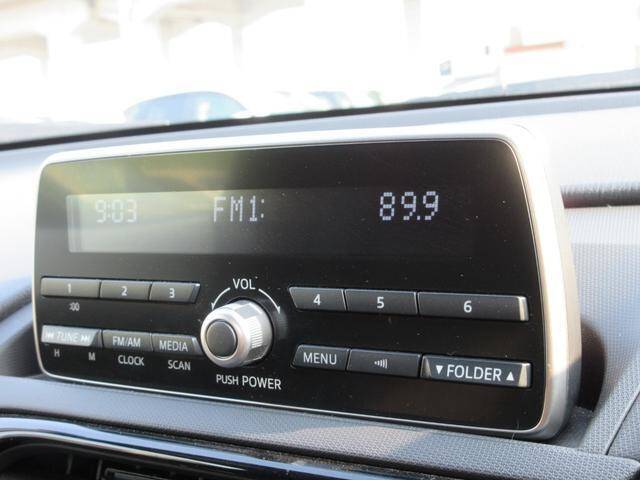 9:03 FM1: 89.9
1 2 3 VOL 4 5 6
:00
TUNE FM/AM MEDIA MENU FOLDER
H M CLOCK SCAN PUSH POWER